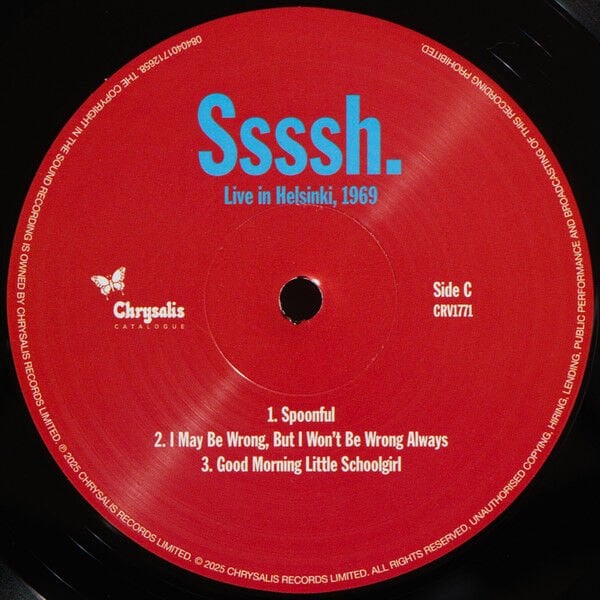 Ssssh.
Live in Helsinki, 1969
Chrysalis
CATALOGUE
Side C
CRV1771
1. Spoonful
2. I May Be Wrong, But I Won't Be Wrong Always
3. Good Morning Little Schoolgirl
084041712658. THE COPYRIGHT IN THE SOUND RECORDING IS OWNED BY CHRYSALIS RECORDS LIMITED. ℗ 2025 CHRYSALIS RECORDS LIMITED. © 2025 CHRYSALIS RECORDS LIMITED. ALL RIGHTS RESERVED, UNAUTHORISED COPYING, HIRING, LENDING, PUBLIC PERFORMANCE AND BROADCASTING OF THIS RECORDING PROHIBITED.